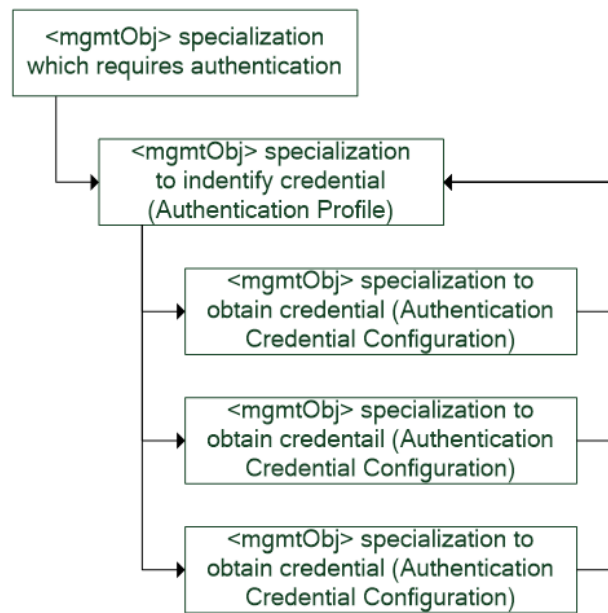 <mgmtObj> specialization
which requires authentication
<mgmtObj> specialization
to indentify credential
(Authentication Profile)
<mgmtObj> specialization to
obtain credential (Authentication
Credential Configuration)
<mgmtObj> specialization to
obtain credentail (Authentication
Credential Configuration)
<mgmtObj> specialization to
obtain credential (Authentication
Credential Configuration)